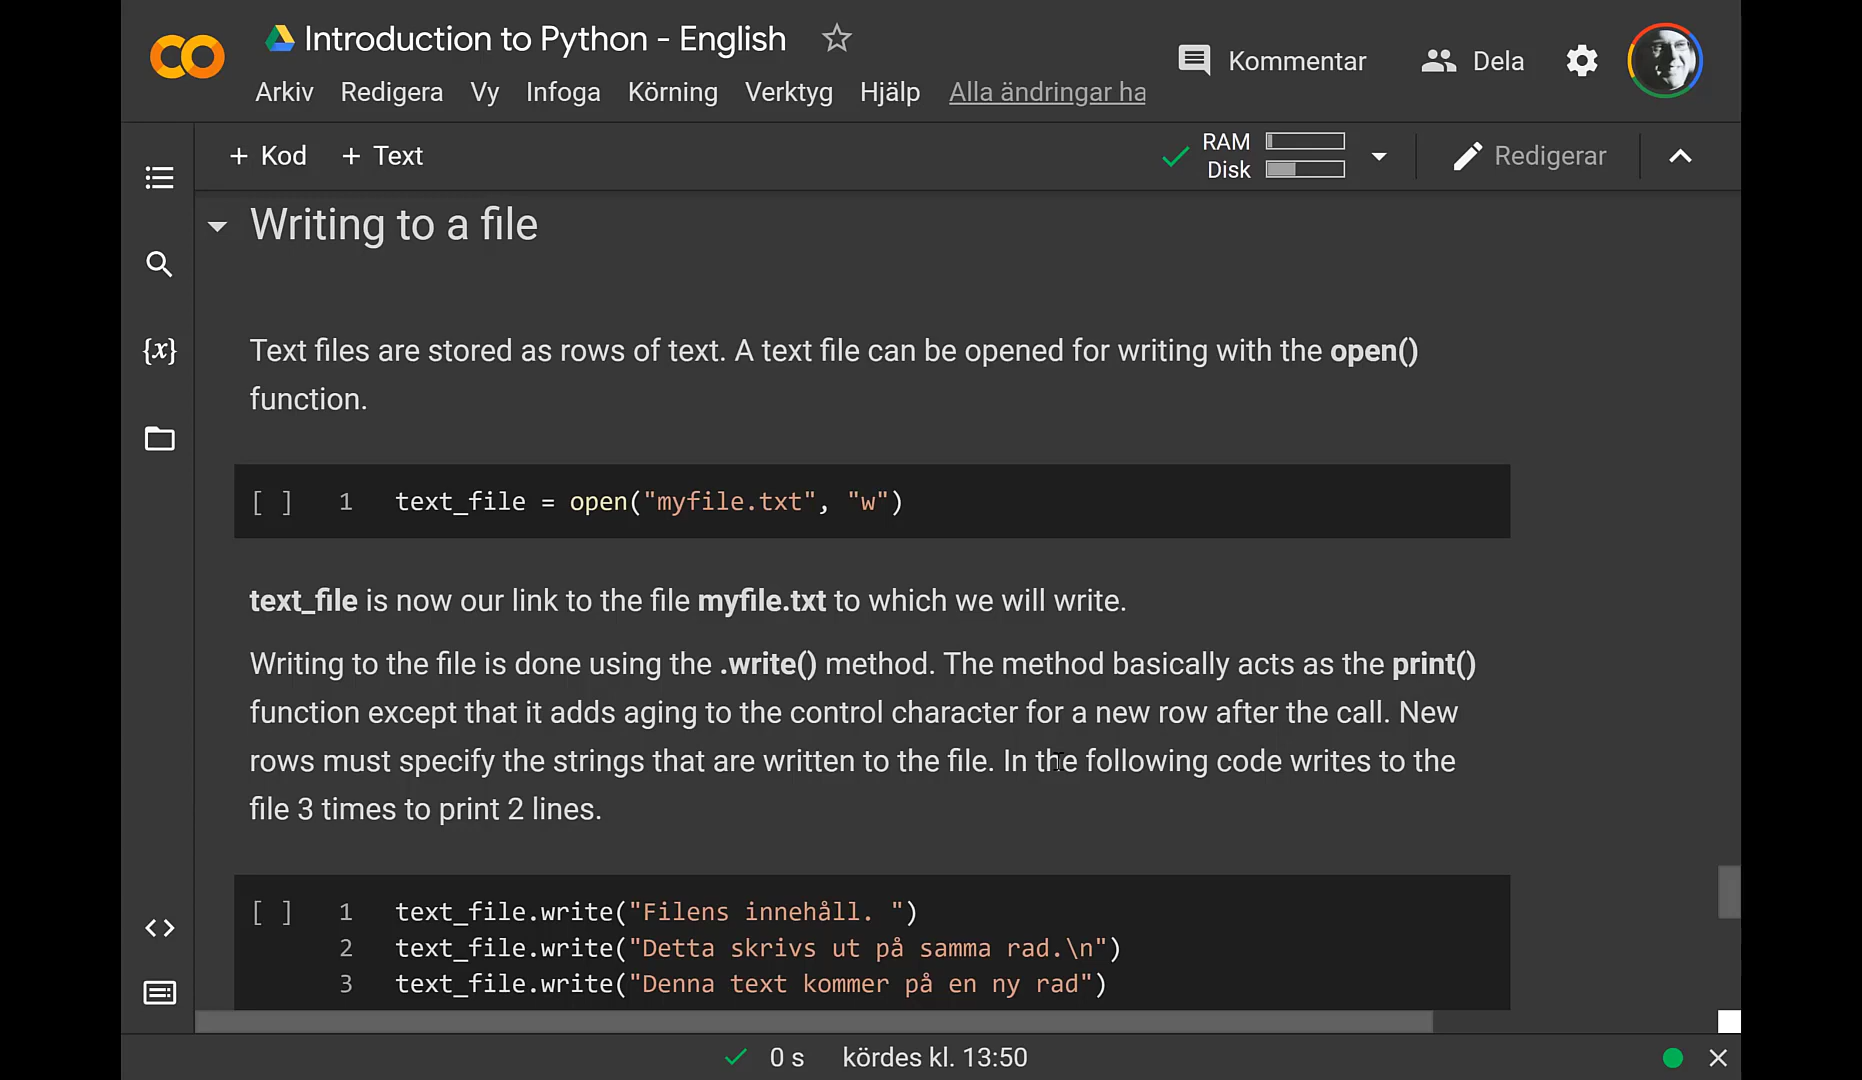 Introduction to Python - English
Kommentar
Dela
Arkiv Redigera Vy Infoga Körning Verktyg Hjälp Alla ändringar ha
+ Kod + Text
RAM
Disk
Redigerar
Writing to a file
{x}
Text files are stored as rows of text. A text file can be opened for writing with the open()
function.
[ ] 1 text_file = open("myfile.txt", "w")
text_file is now our link to the file myfile.txt to which we will write.
Writing to the file is done using the .write() method. The method basically acts as the print()
function except that it adds aging to the control character for a new row after the call. New
rows must specify the strings that are written to the file. In the following code writes to the
file 3 times to print 2 lines.
[ ] 1 text_file.write("Filens innehåll. ")
2 text_file.write("Detta skrivs ut på samma rad.\n")
3 text_file.write("Denna text kommer på en ny rad")
0 s kördes kl. 13:50